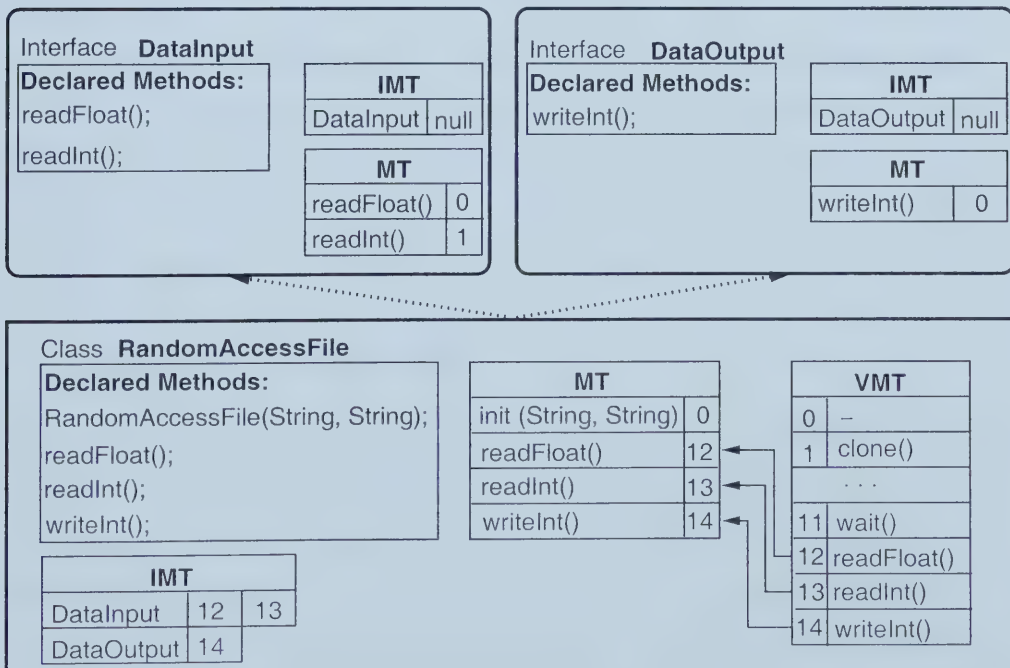 Interface DataInput
Declared Methods:
readFloat();
readInt();
IMT
DataInput null
MT
readFloat() 0
readInt() 1
Interface DataOutput
Declared Methods:
writeInt();
IMT
DataOutput null
MT
writeInt() 0
Class RandomAccessFile
Declared Methods:
RandomAccessFile(String, String);
readFloat();
readInt();
writeInt();
IMT
DataInput 12 13
DataOutput 14
MT
init (String, String) 0
readFloat() 12
readInt() 13
writeInt() 14
VMT
0 –
1 clone()
. . .
11 wait()
12 readFloat()
13 readInt()
14 writeInt()